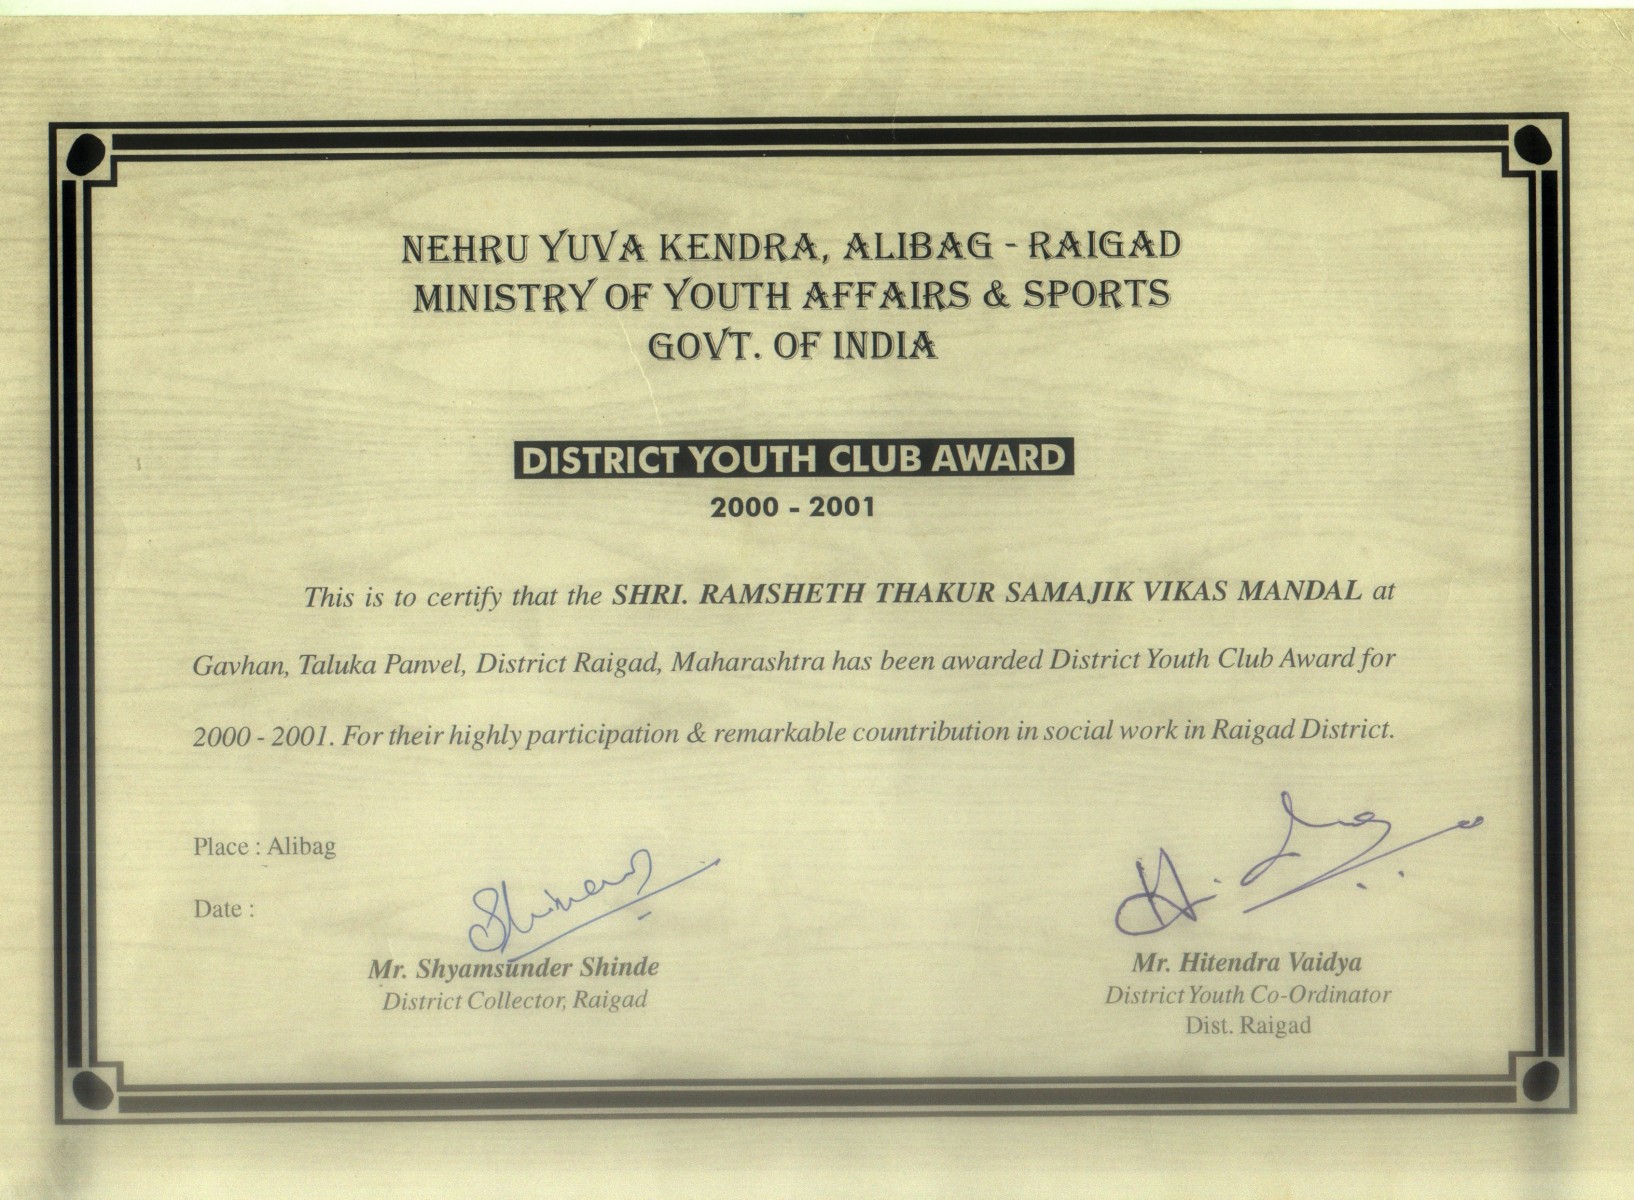 NEHRU YUVA KENDRA, ALIBAG - RAIGAD
MINISTRY OF YOUTH AFFAIRS & SPORTS
GOVT. OF INDIA
DISTRICT YOUTH CLUB AWARD
2000 - 2001
This is to certify that the SHRI. RAMSHETH THAKUR SAMAJIK VIKAS MANDAL at
Gavhan, Taluka Panvel, District Raigad, Maharashtra has been awarded District Youth Club Award for
2000 - 2001. For their highly participation & remarkable countribution in social work in Raigad District.
Place : Alibag
Date :
Mr. Shyamsunder Shinde
District Collector, Raigad
Mr. Hitendra Vaidya
District Youth Co-Ordinator
Dist. Raigad